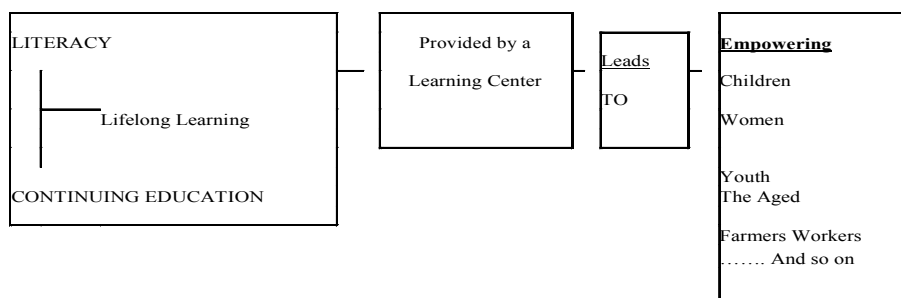 LITERACY
Lifelong Learning
CONTINUING EDUCATION
Provided by a
Learning Center
Leads
TO
Empowering
Children
Women
Youth
The Aged
Farmers Workers
……. And so on